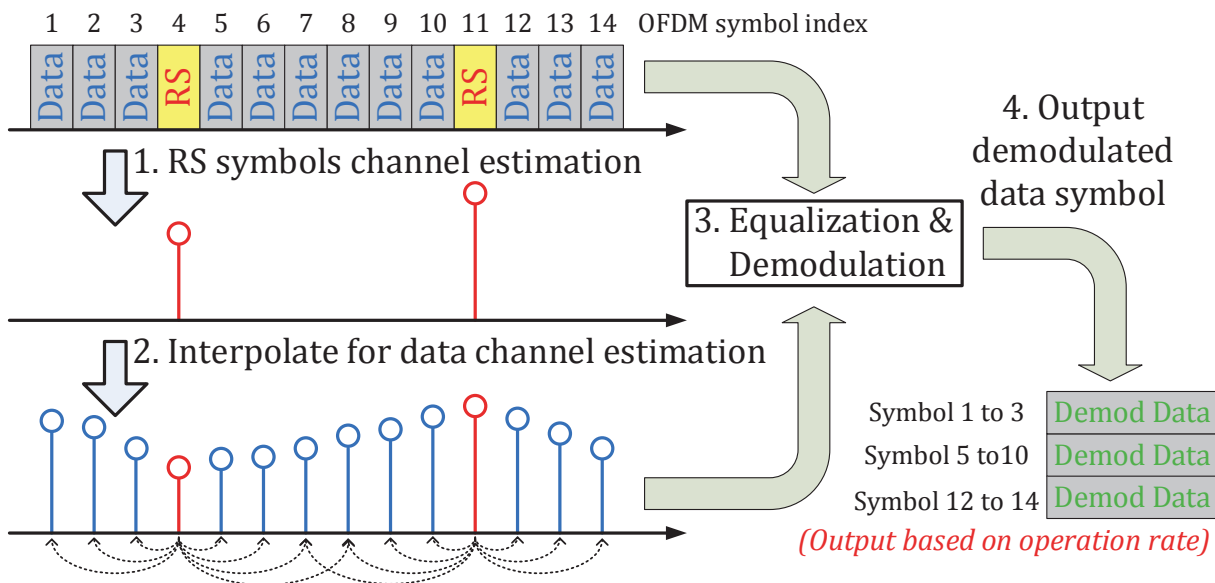 1 2 3 4 5 6 7 8 9 10 11 12 13 14 OFDM symbol index
Data Data Data RS Data Data Data Data Data Data RS Data Data Data
1. RS symbols channel estimation
2. Interpolate for data channel estimation
3. Equalization &
Demodulation
4. Output
demodulated
data symbol
Symbol 1 to 3 Demod Data
Symbol 5 to10 Demod Data
Symbol 12 to 14 Demod Data
(Output based on operation rate)